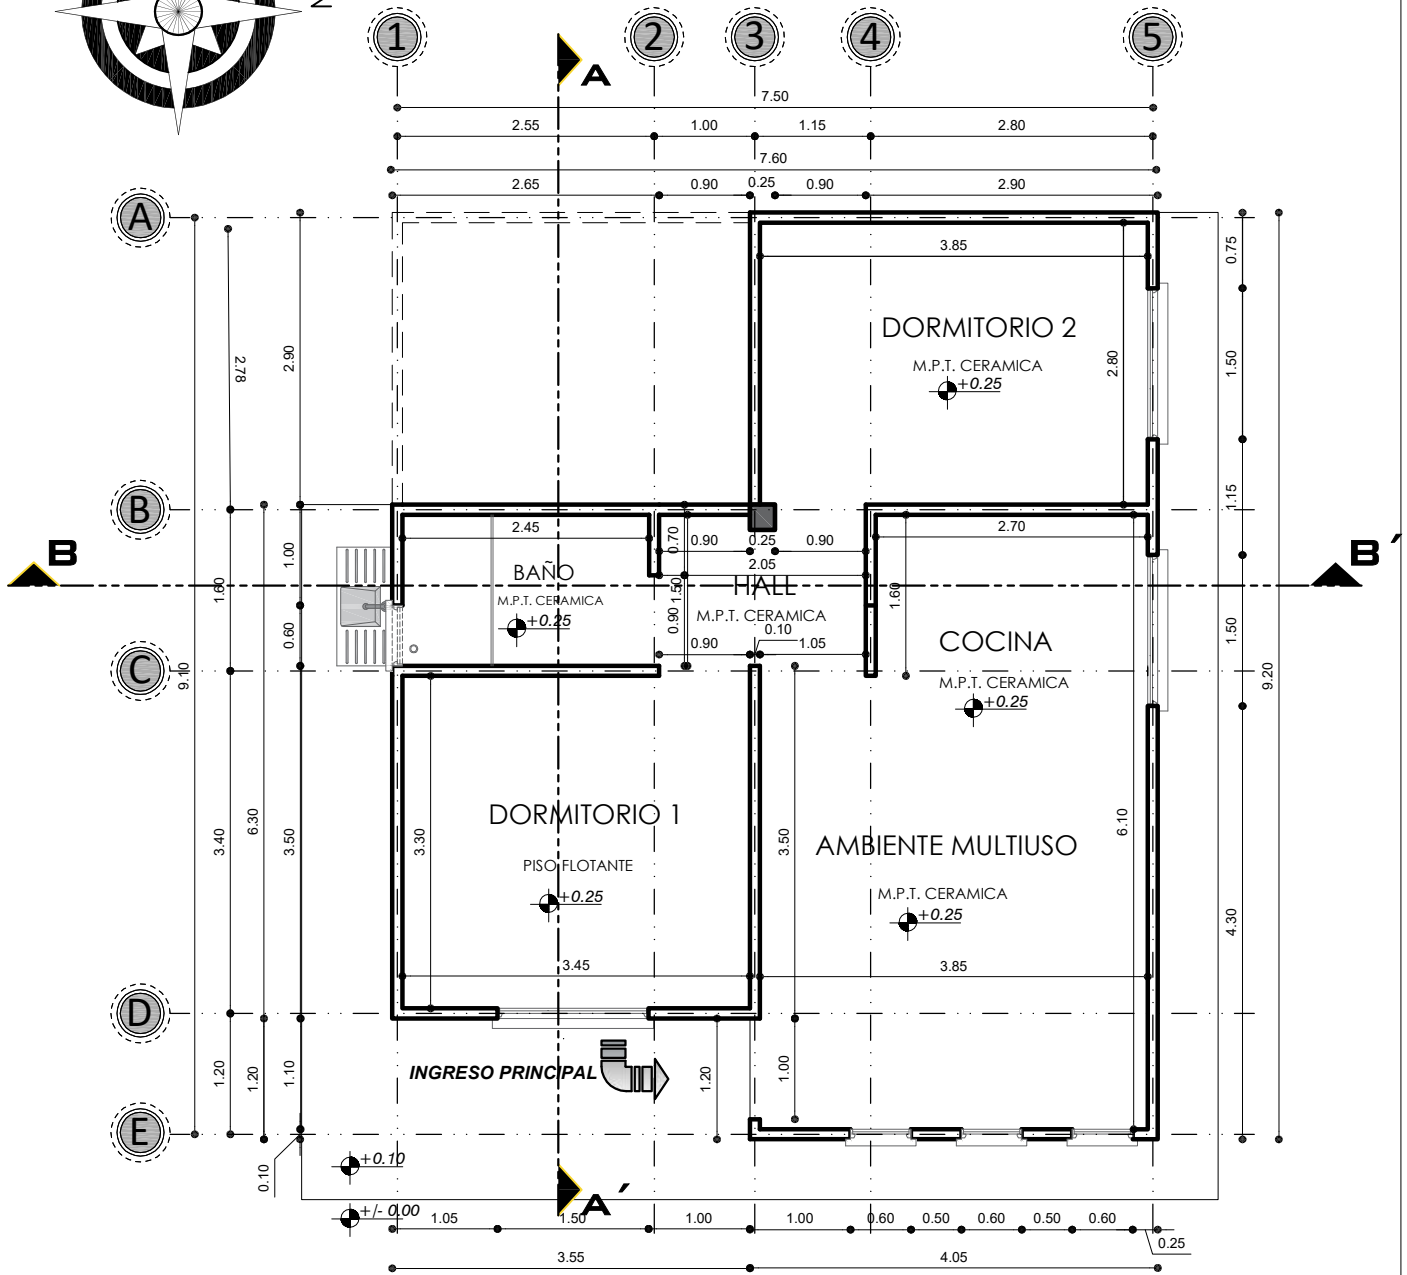 N
1 2 3 4 5
A
7.50
2.55 1.00 1.15 2.80
7.60
2.65 0.90 0.25 0.90 2.90
A
3.85
0.75
2.78
2.90
DORMITORIO 2
M.P.T. CERAMICA
+0.25
2.80
1.50
B
1.15
2.45
0.70
0.90 0.25 0.90
2.70
B
B´
1.00
1.60
BAÑO
M.P.T. CERAMICA
+0.25
2.05
HALL
M.P.T. CERAMICA
1.50
0.90
1.60
0.60
0.10
0.90 1.05
COCINA
M.P.T. CERAMICA
+0.25
1.50
C
9.10
9.20
6.30
3.40
3.50
3.30
DORMITORIO 1
PISO FLOTANTE
+0.25
3.50
AMBIENTE MULTIUSO
M.P.T. CERAMICA
+0.25
6.10
4.30
3.45 3.85
D
1.20
1.20
1.10
INGRESO PRINCIPAL
1.20
1.00
E
0.10
+0.10
+/- 0.00
A´
1.05 1.50 1.00 1.00 0.60 0.50 0.60 0.50 0.60
0.25
3.55 4.05